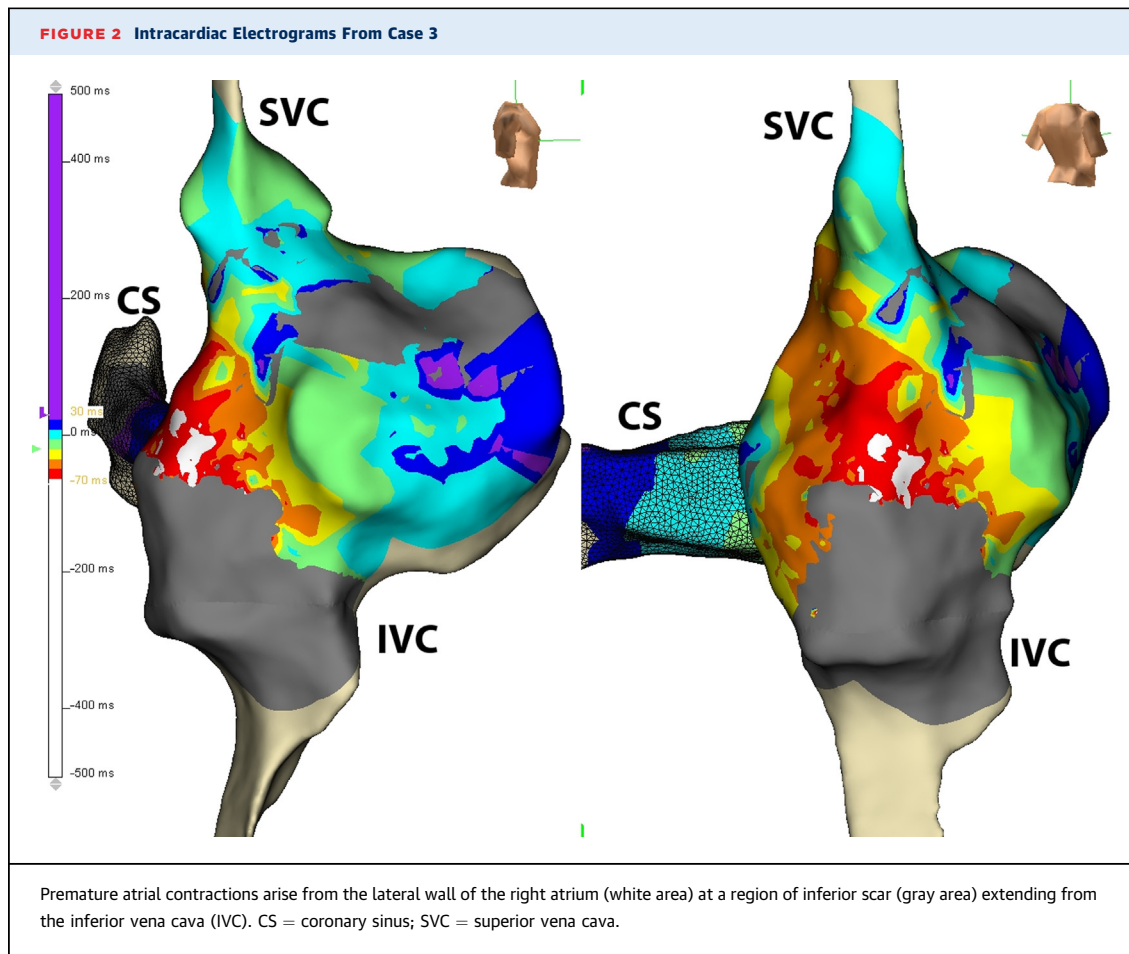 FIGURE 2 Intracardiac Electrograms From Case 3
500 ms
400 ms
200 ms
30 ms
0 ms
-70 ms
-200 ms
-400 ms
-500 ms
SVC
CS
IVC
SVC
CS
IVC
Premature atrial contractions arise from the lateral wall of the right atrium (white area) at a region of inferior scar (gray area) extending from
the inferior vena cava (IVC). CS = coronary sinus; SVC = superior vena cava.